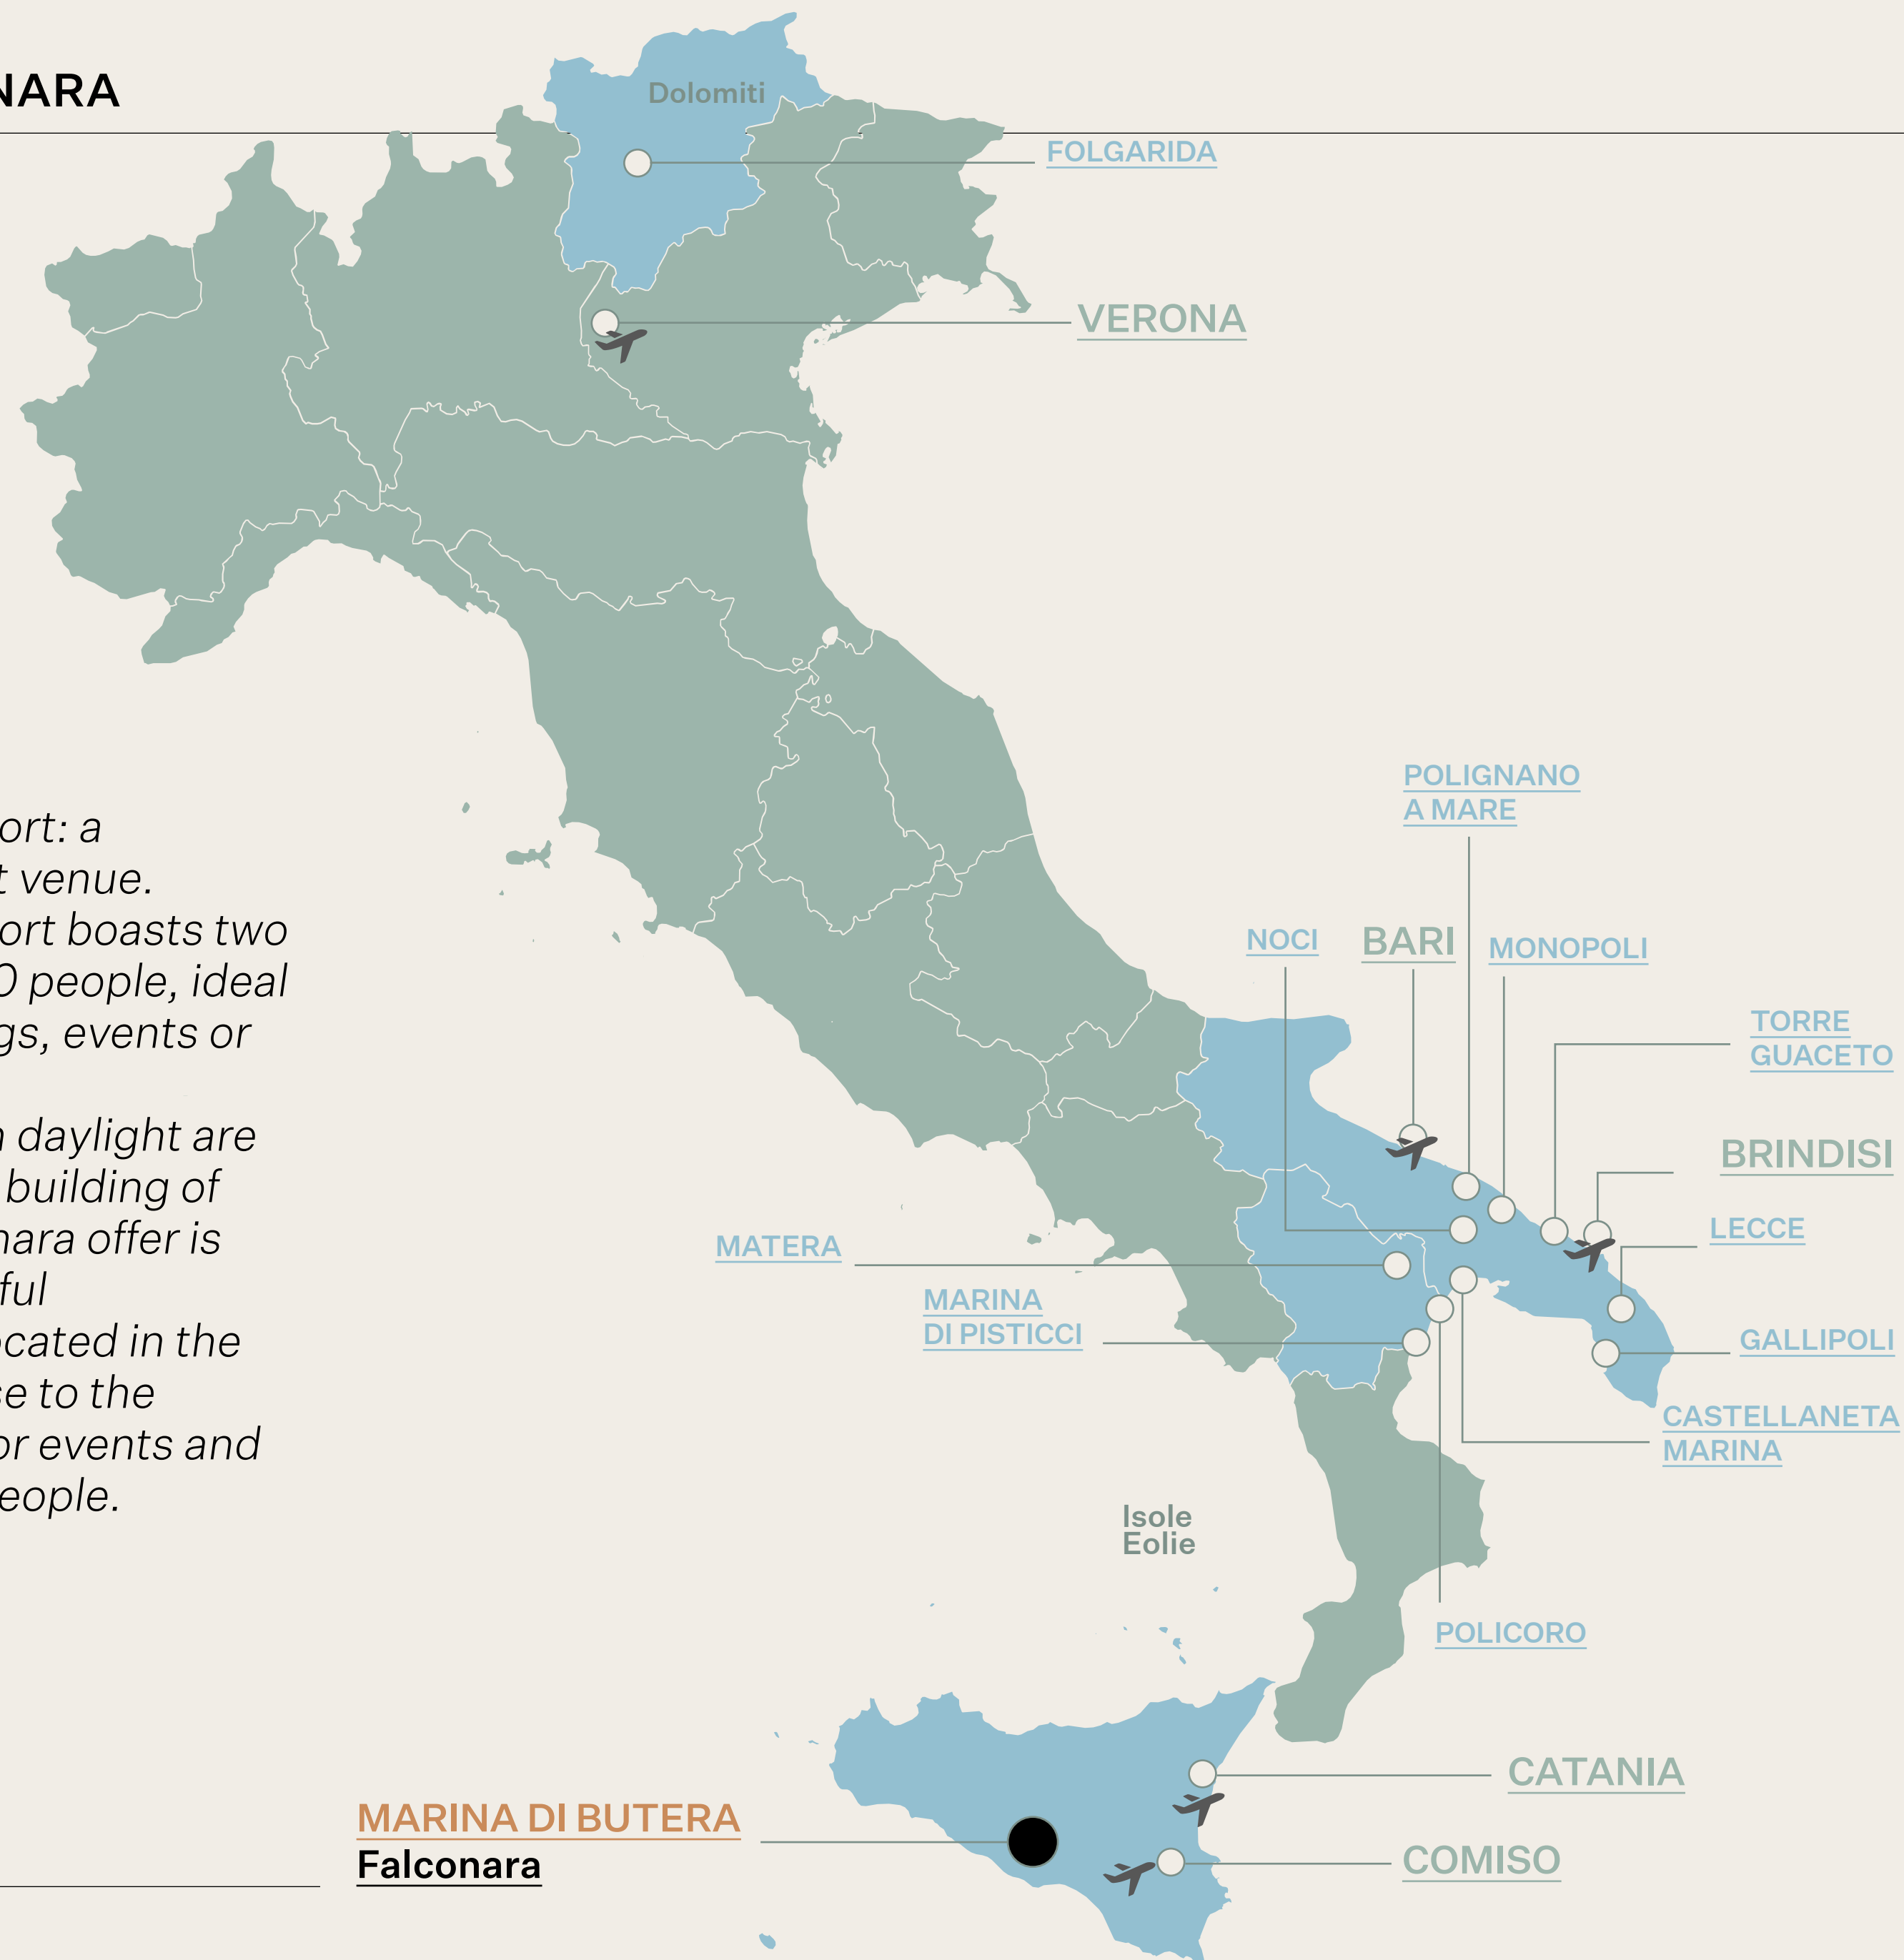 NARA
Dolomiti
FOLGARIDA
VERONA
ort: a
t venue.
ort boasts two
0 people, ideal
gs, events or
n daylight are
building of
nara offer is
ful
ocated in the
se to the
or events and
eople.
POLIGNANO
A MARE
NOCI
BARI
MONOPOLI
TORRE
GUACETO
BRINDISI
LECCE
MATERA
MARINA
DI PISTICCI
GALLIPOLI
CASTELLANETA
MARINA
Isole
Eolie
POLICORO
CATANIA
MARINA DI BUTERA
Falconara
COMISO